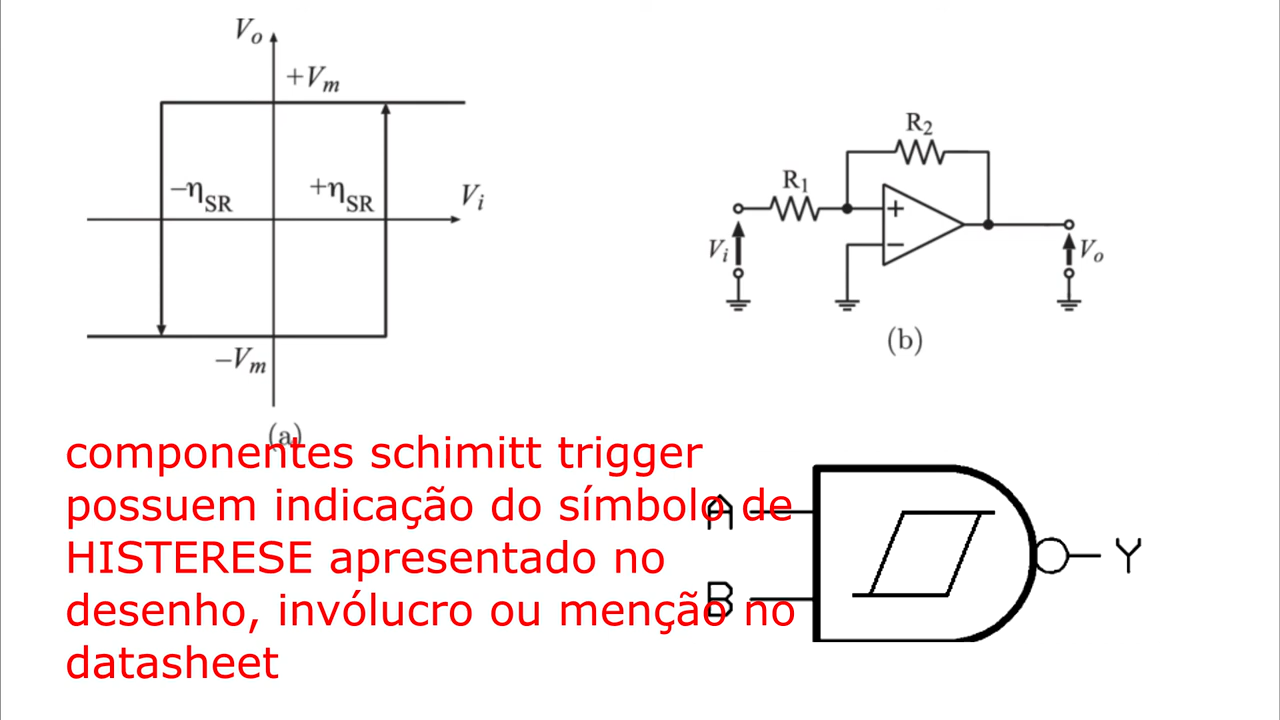 Vo
+Vm
−ηSR
+ηSR
Vi
−Vm
(a)
R2
R1
+
−
Vi
Vo
(b)
componentes schimitt trigger
possuem indicação do símbolo de
HISTERESE apresentado no
desenho, invólucro ou menção no
datasheet
A
B
Y